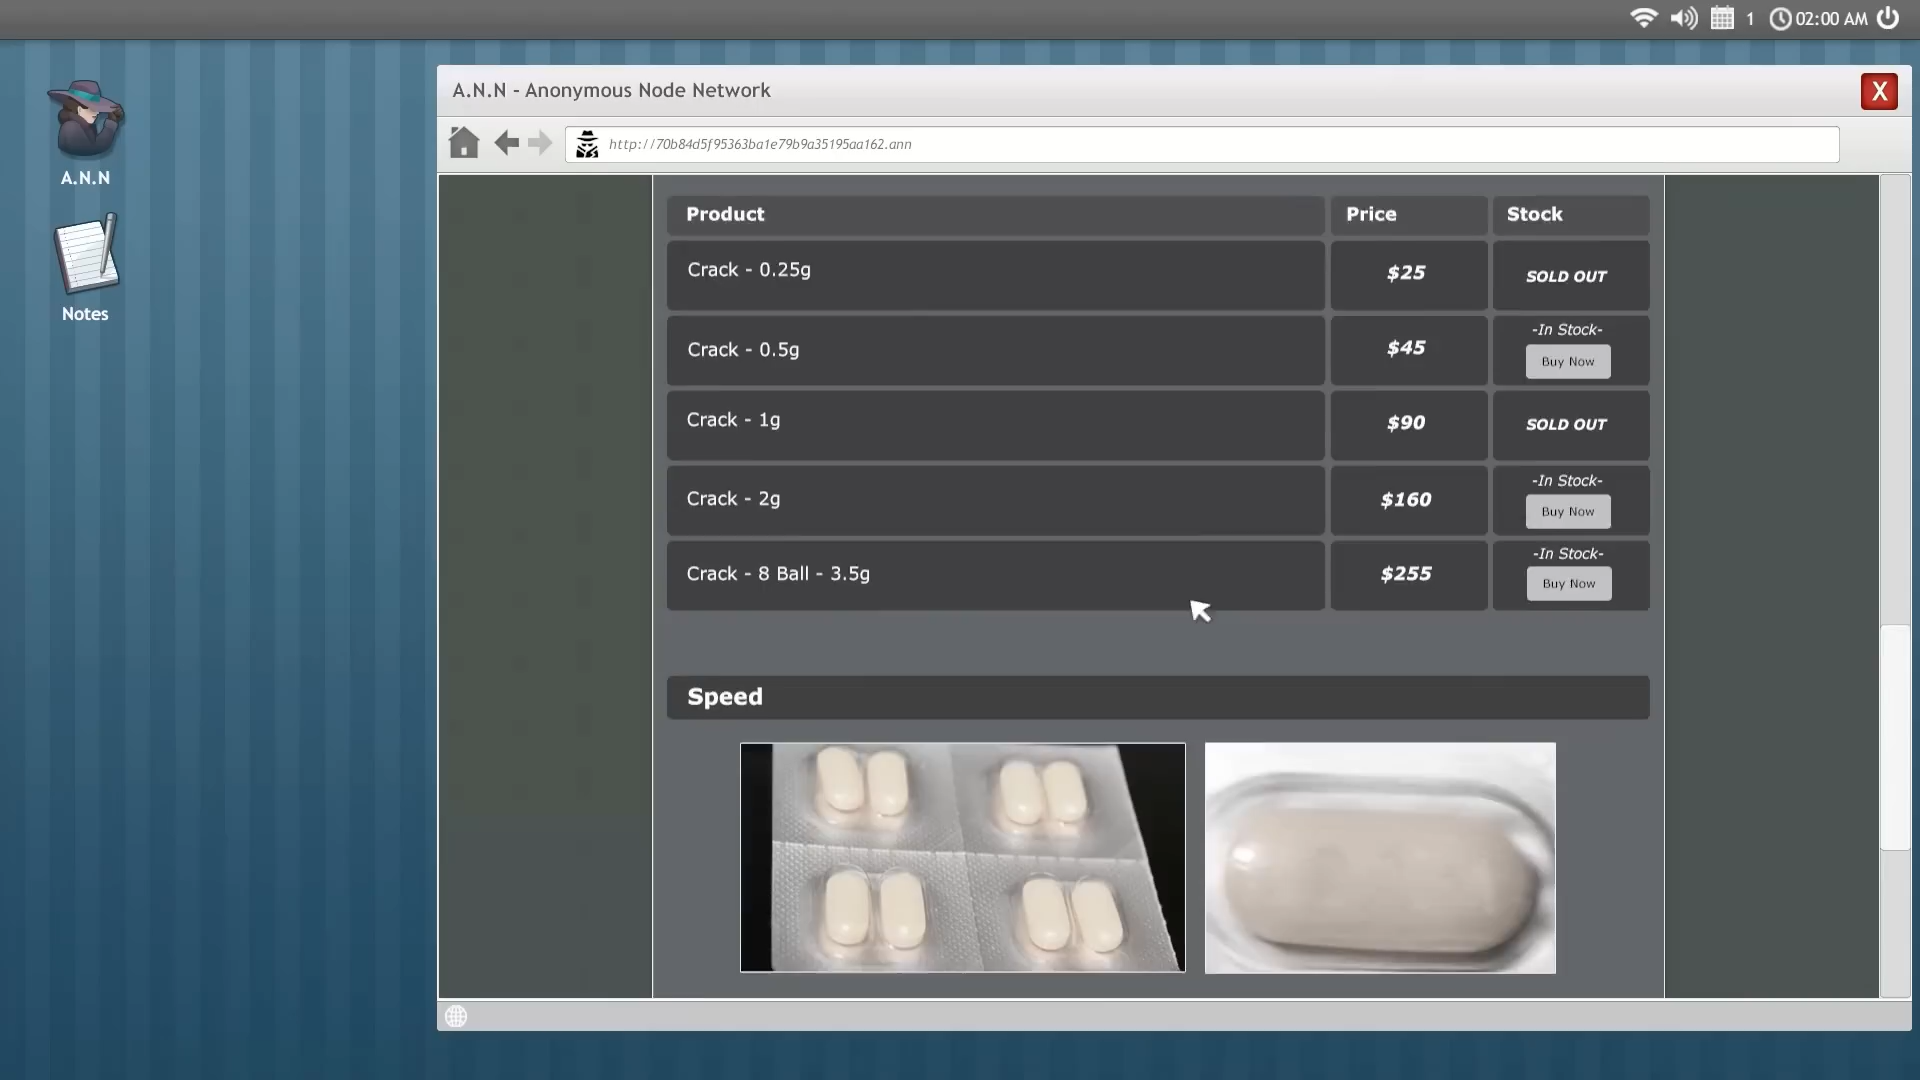 1 02:00 AM
A.N.N - Anonymous Node Network
X
http://70b84d5f95363ba1e79b9a35195aa162.ann
A.N.N
Notes
Product Price Stock
Crack - 0.25g $25 SOLD OUT
Crack - 0.5g $45 -In Stock-
Buy Now
Crack - 1g $90 SOLD OUT
Crack - 2g $160 -In Stock-
Buy Now
Crack - 8 Ball - 3.5g $255 -In Stock-
Buy Now
Speed